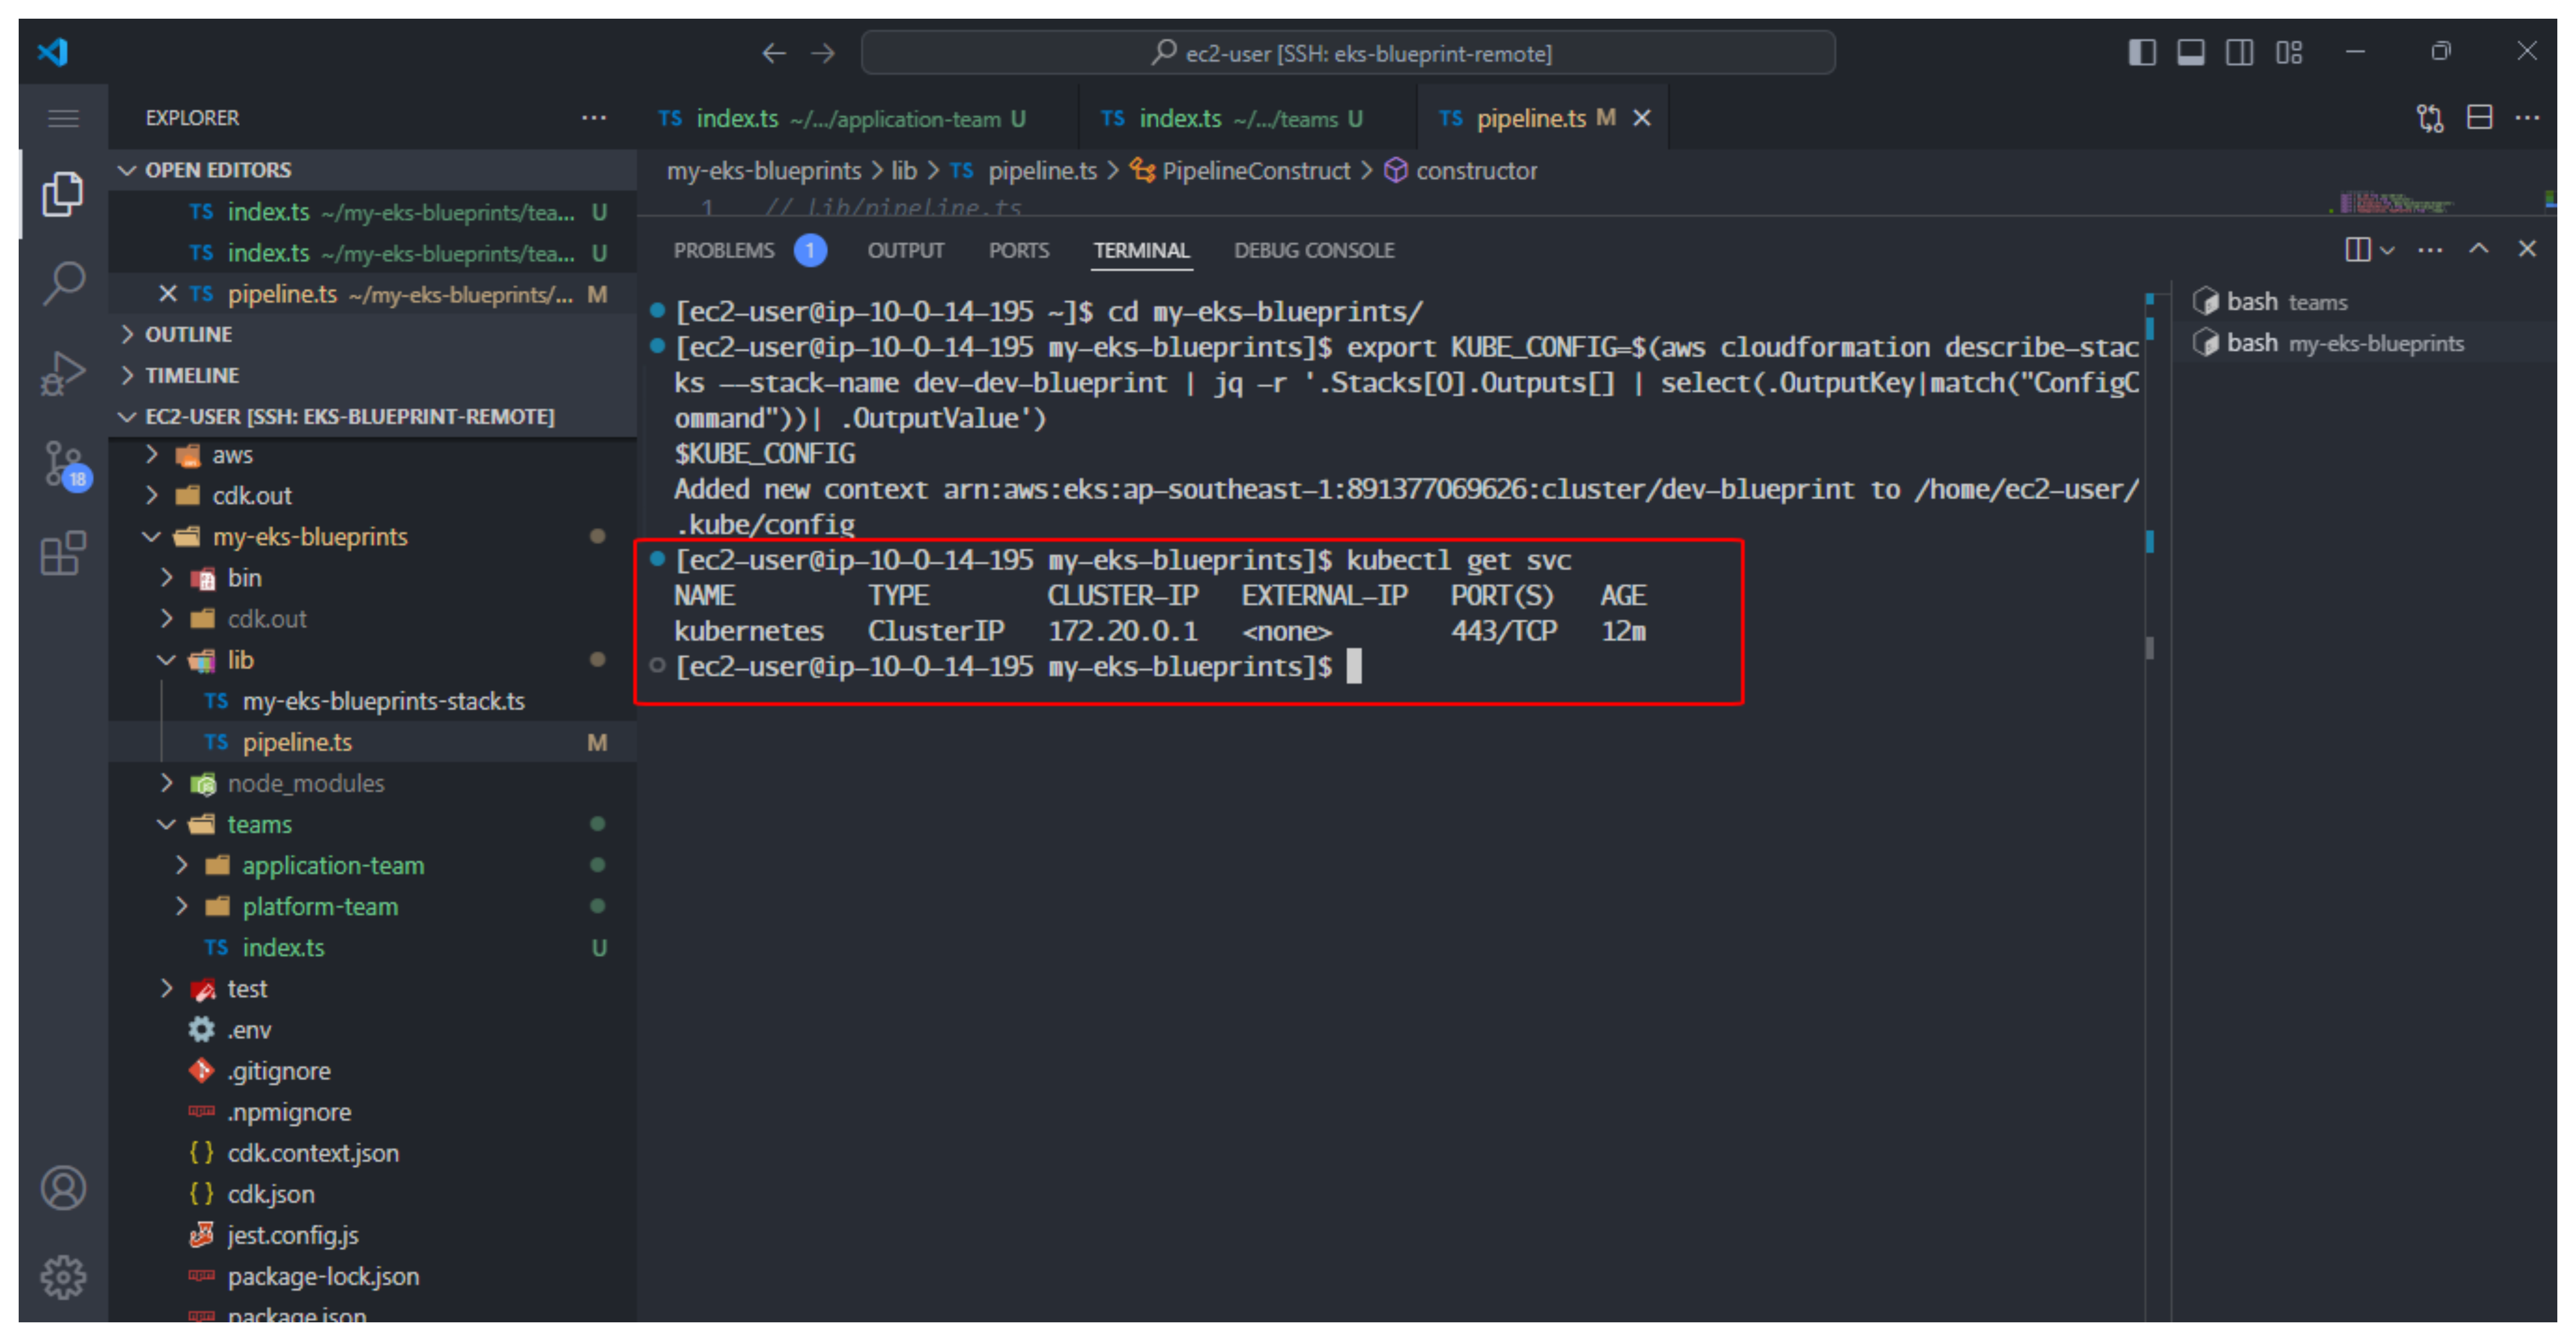 ec2-user [SSH: eks-blueprint-remote]
EXPLORER
TS index.ts ~/.../application-team U
TS index.ts ~/.../teams U
TS pipeline.ts M
OPEN EDITORS
TS index.ts ~/my-eks-blueprints/tea... U
TS index.ts ~/my-eks-blueprints/tea... U
TS pipeline.ts ~/my-eks-blueprints/... M
OUTLINE
TIMELINE
EC2-USER [SSH: EKS-BLUEPRINT-REMOTE]
aws
cdk.out
my-eks-blueprints
bin
cdk.out
lib
TS my-eks-blueprints-stack.ts
TS pipeline.ts M
node_modules
teams
application-team
platform-team
TS index.ts U
test
.env
.gitignore
.npmignore
{} cdk.context.json
{} cdk.json
jest.config.js
package-lock.json
package.json
18
my-eks-blueprints > lib > TS pipeline.ts > PipelineConstruct > constructor
1 // lib/pipeline.ts
PROBLEMS 1 OUTPUT PORTS TERMINAL DEBUG CONSOLE
[ec2-user@ip-10-0-14-195 ~]$ cd my-eks-blueprints/
[ec2-user@ip-10-0-14-195 my-eks-blueprints]$ export KUBE_CONFIG=$(aws cloudformation describe-stac
ks --stack-name dev-dev-blueprint | jq -r '.Stacks[0].Outputs[] | select(.OutputKey|match("ConfigC
ommand"))| .OutputValue')
$KUBE_CONFIG
Added new context arn:aws:eks:ap-southeast-1:891377069626:cluster/dev-blueprint to /home/ec2-user/
.kube/config
[ec2-user@ip-10-0-14-195 my-eks-blueprints]$ kubectl get svc
NAME TYPE CLUSTER-IP EXTERNAL-IP PORT(S) AGE
kubernetes ClusterIP 172.20.0.1 <none> 443/TCP 12m
[ec2-user@ip-10-0-14-195 my-eks-blueprints]$
bash teams
bash my-eks-blueprints